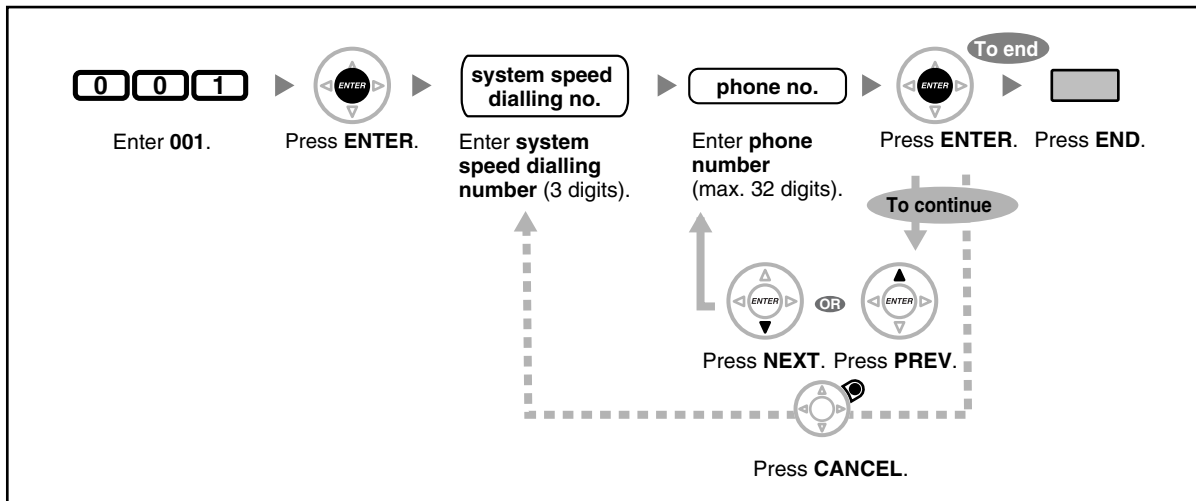 To end
0 0 1
ENTER
system speed
dialling no.
phone no.
ENTER
Enter 001.
Press ENTER.
Enter system
speed dialling
number (3 digits).
Enter phone
number
(max. 32 digits).
Press ENTER.
Press END.
To continue
ENTER
OR
ENTER
Press NEXT.
Press PREV.
Press CANCEL.